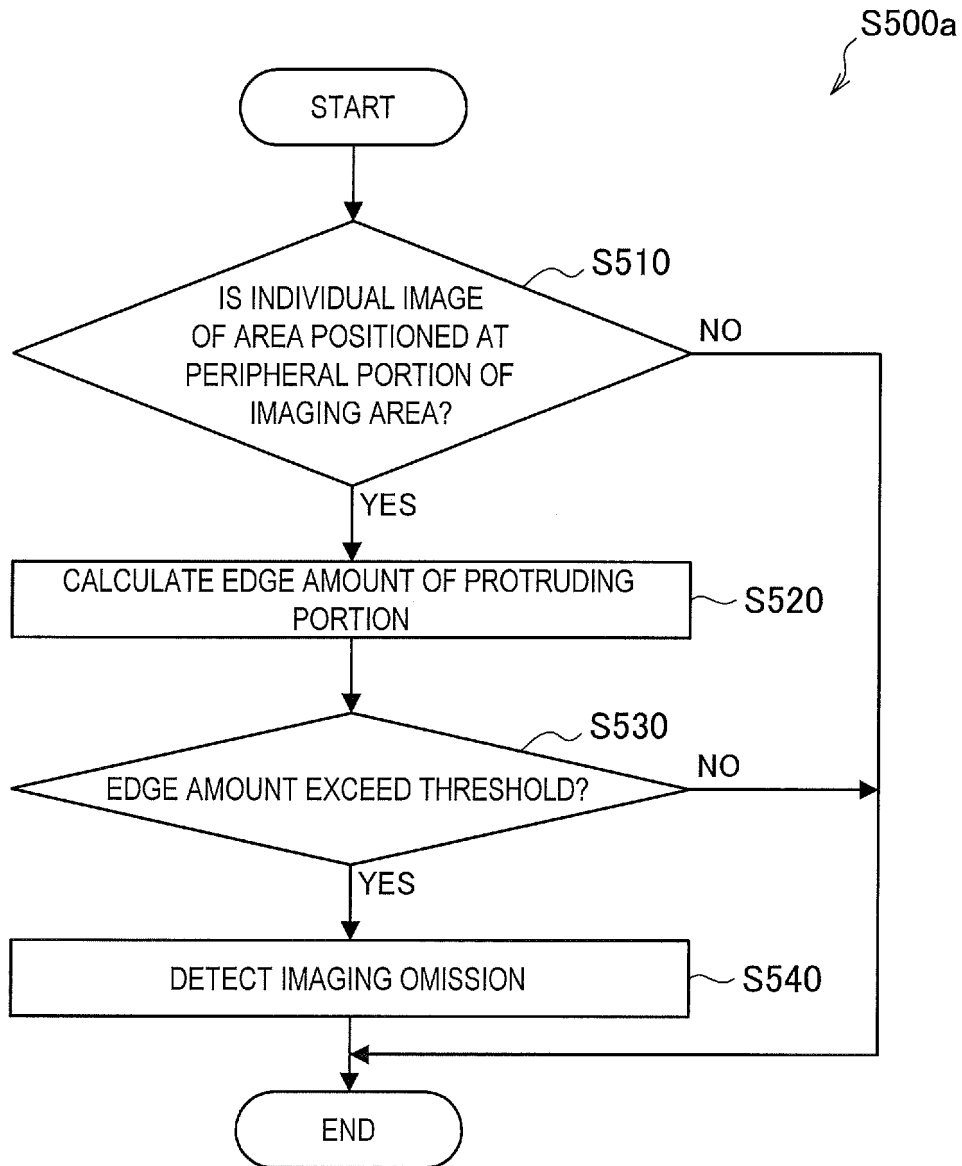 S500a
START
IS INDIVIDUAL IMAGE
OF AREA POSITIONED AT
PERIPHERAL PORTION OF
IMAGING AREA?
S510
NO
YES
CALCULATE EDGE AMOUNT OF PROTRUDING
PORTION
S520
EDGE AMOUNT EXCEED THRESHOLD?
S530
NO
YES
DETECT IMAGING OMISSION
S540
END